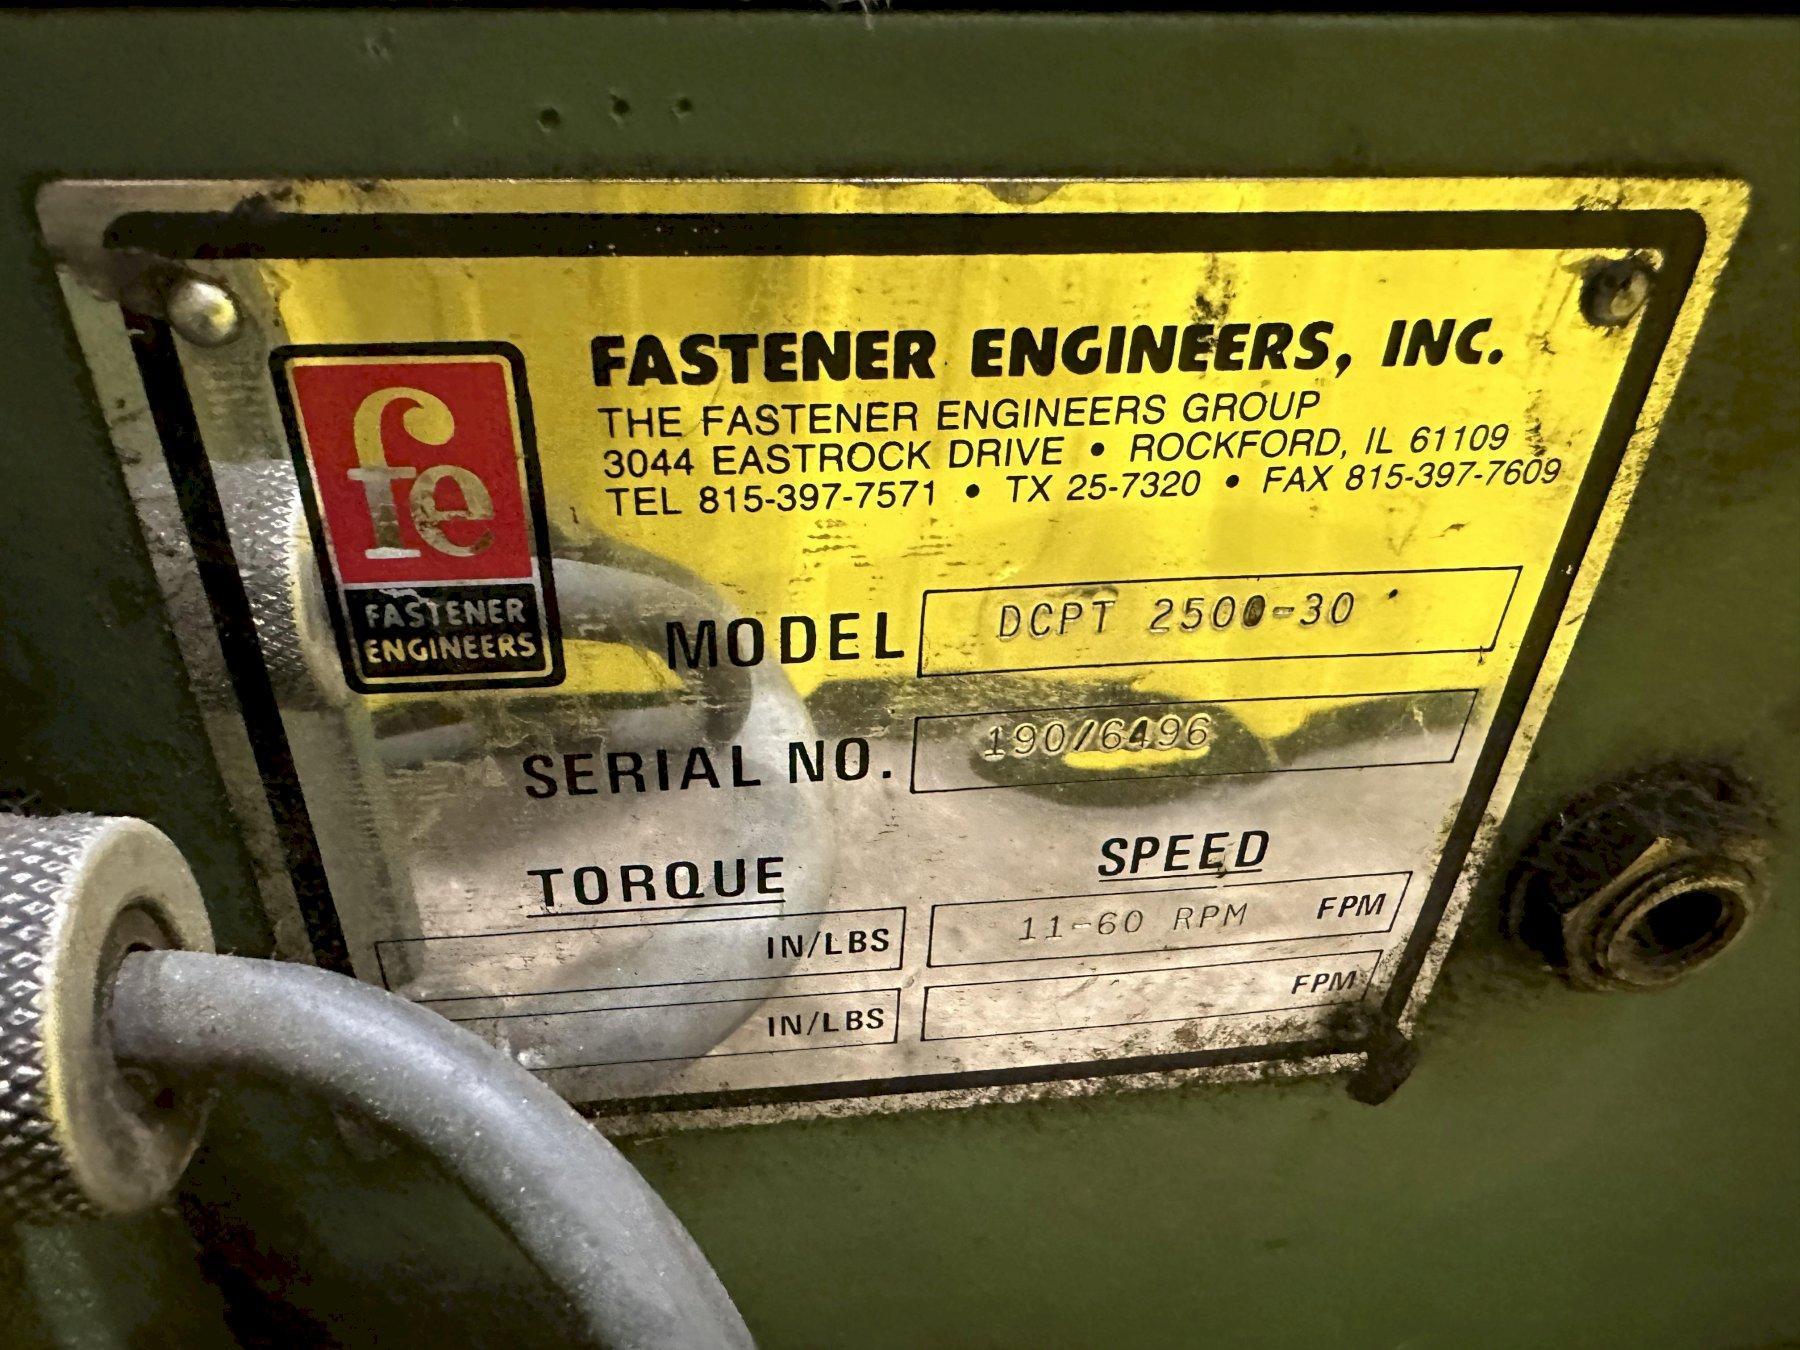 fe
FASTENER
ENGINEERS
FASTENER ENGINEERS, INC.
THE FASTENER ENGINEERS GROUP
3044 EASTROCK DRIVE • ROCKFORD, IL 61109
TEL 815-397-7571 • TX 25-7320 • FAX 815-397-7609
MODEL DCPT 2500-30
SERIAL NO. 190/6496
TORQUE SPEED
IN/LBS 11-60 RPM FPM
IN/LBS FPM